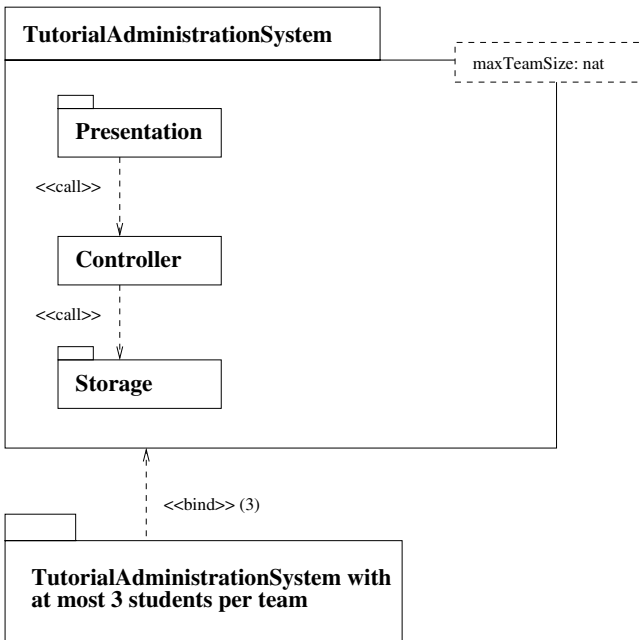 TutorialAdministrationSystem
maxTeamSize: nat
Presentation
<<call>>
Controller
<<call>>
Storage
<<bind>> (3)
TutorialAdministrationSystem with
at most 3 students per team